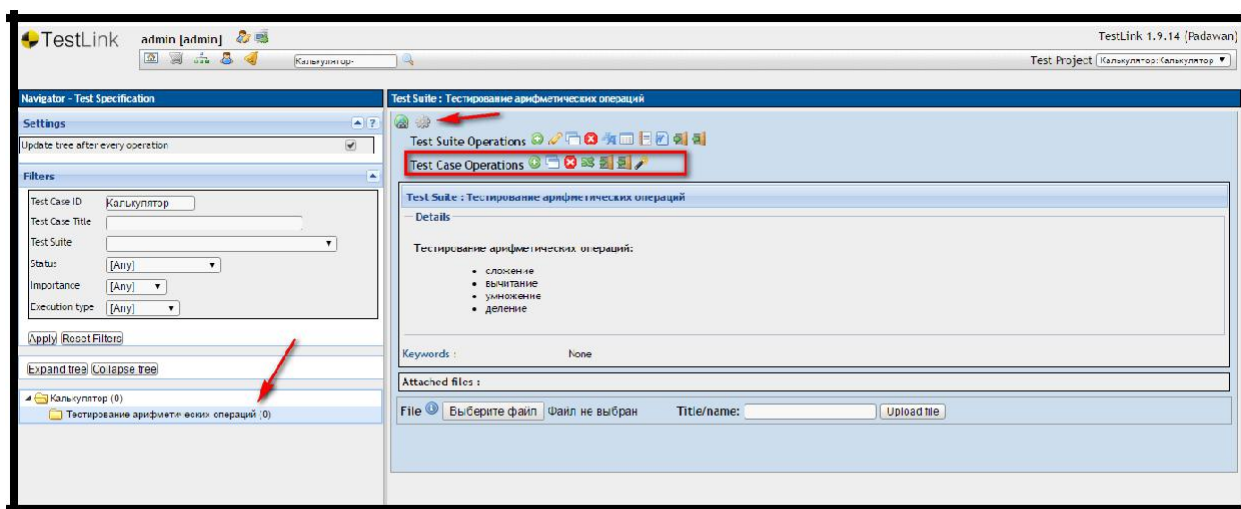 TestLink admin [admin] TestLink 1.9.14 (Padawan)
Калькулятор- Test Project Калькулятор:Калькулятор
Navigator - Test Specification
Settings ?
Update tree after every operation
Filters
Test Case ID Калькулятор
Test Case Title
Test Suite
Status [Any]
Importance [Any]
Execution type [Any]
Apply Reset Filters
Expand tree Collapse tree
Калькулятор (0)
Тестирование арифметических операций (0)
Test Suite : Тестирование арифметических операций
Test Suite Operations
Test Case Operations
Test Suite : Тестирование арифметических операций
Details
Тестирование арифметических операций:
сложение
вычитание
умножение
деление
Keywords : None
Attached files :
File Выберите файл Файл не выбран Title/name: Upload file